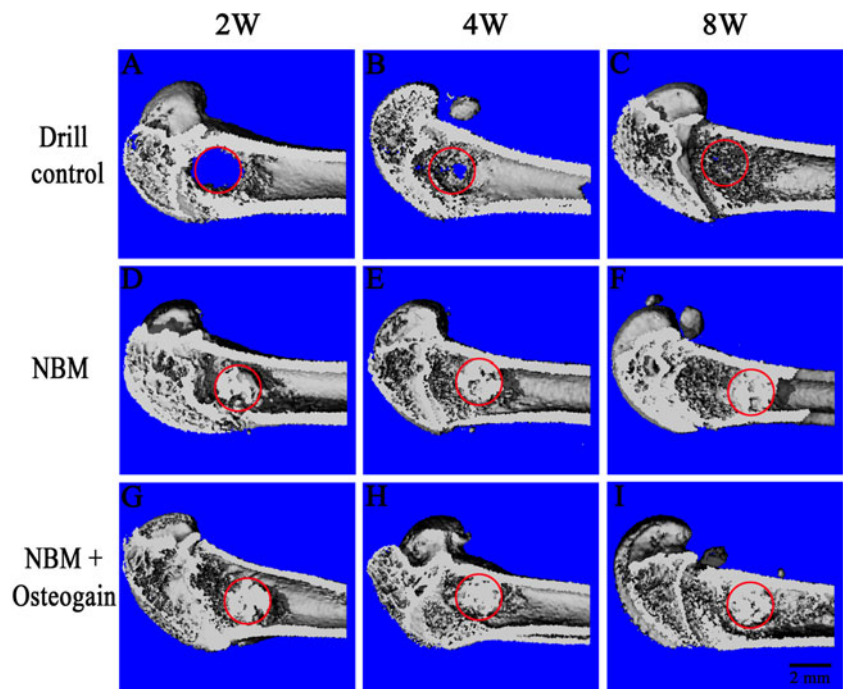 2W 4W 8W
A B C
Drill
control
D E F
NBM
G H I
NBM +
Osteogain
2 mm